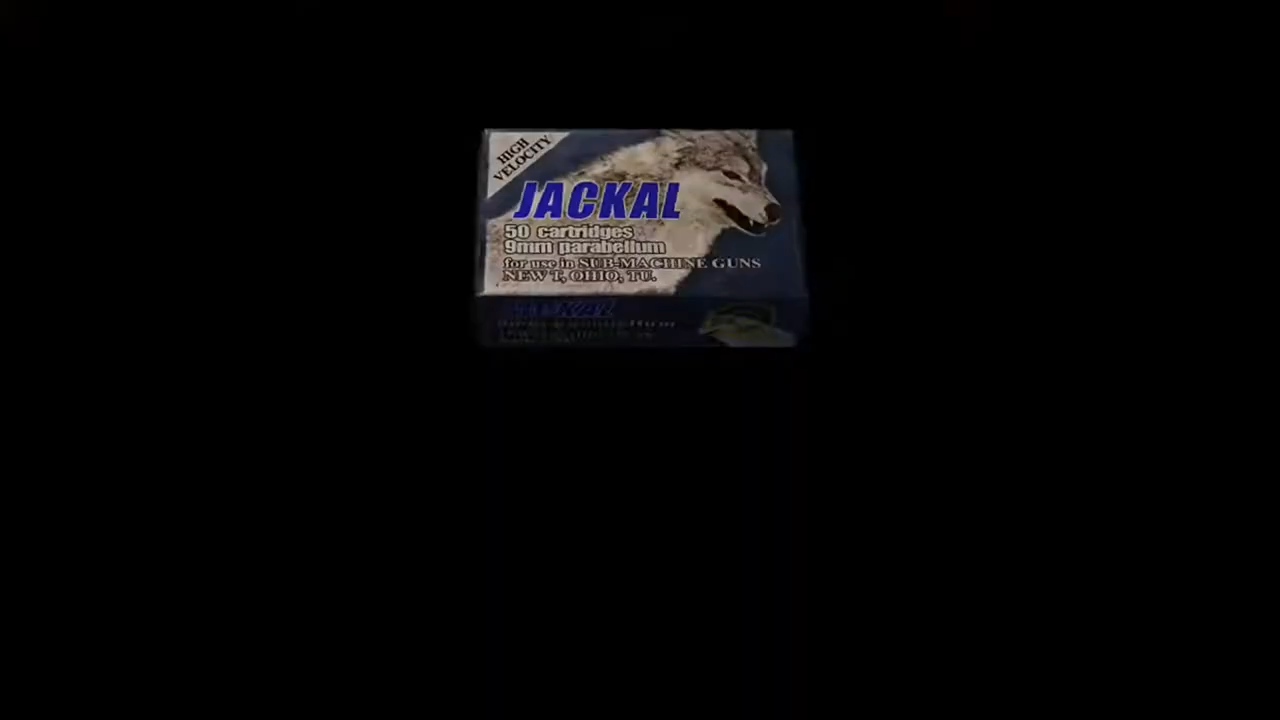 HIGH
VELOCITY
JACKAL
50 cartridges
9mm parabellum
for use in SUB-MACHINE GUNS
NEW T, OHIO, TU.